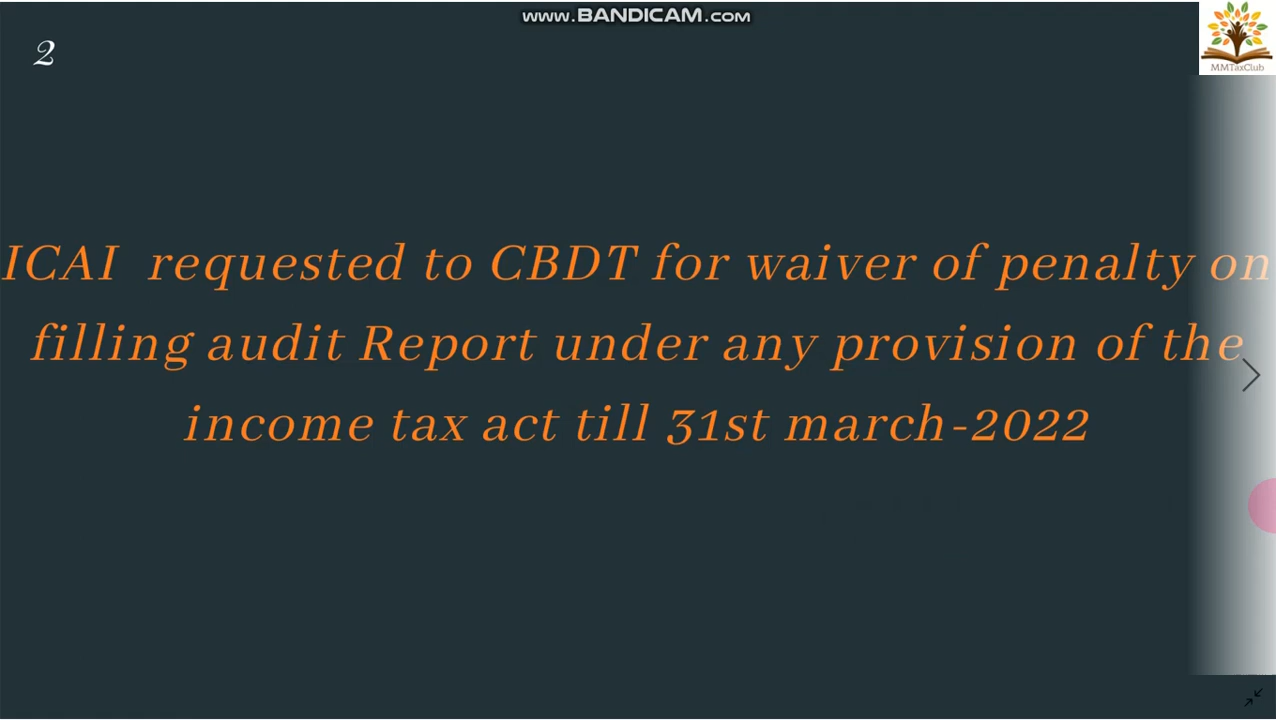 www.BANDICAM.com
2
MMTaxClub
ICAI requested to CBDT for waiver of penalty on
filling audit Report under any provision of the
income tax act till 31st march-2022